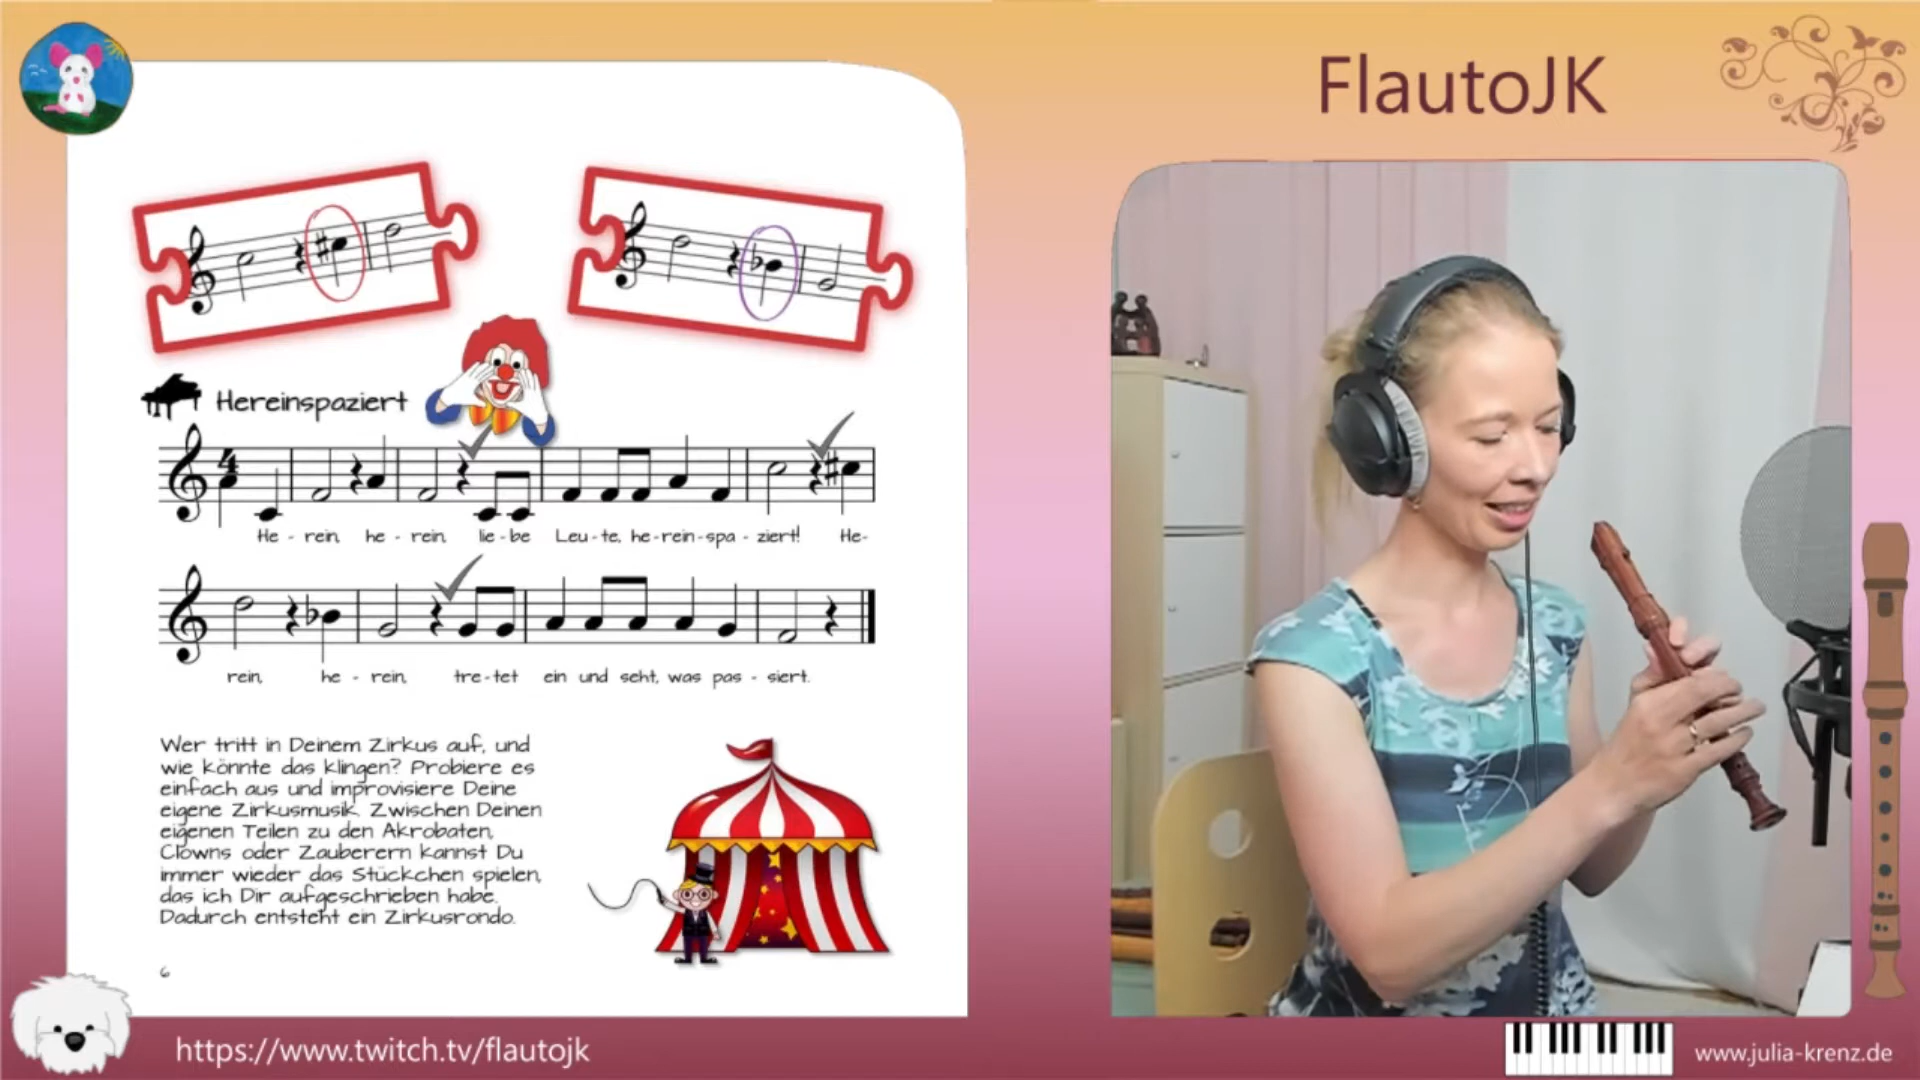 FlautoJK
Hereinspaziert
4
He - rein, he - rein, lie - be Leu - te, he - rein - spa - ziert! He-
rein, he - rein, tre - tet ein und seht, was pas - siert.
Wer tritt in Deinem Zirkus auf, und
wie könnte das klingen? Probiere es
einfach aus und improvisiere Deine
eigene Zirkusmusik. Zwischen Deinen
eigenen Teilen zu den Akrobaten,
Clowns oder Zauberern kannst Du
immer wieder das Stückchen spielen,
das ich Dir aufgeschrieben habe.
Dadurch entsteht ein Zirkusrondo.
6
https://www.twitch.tv/flautojk
www.julia-krenz.de